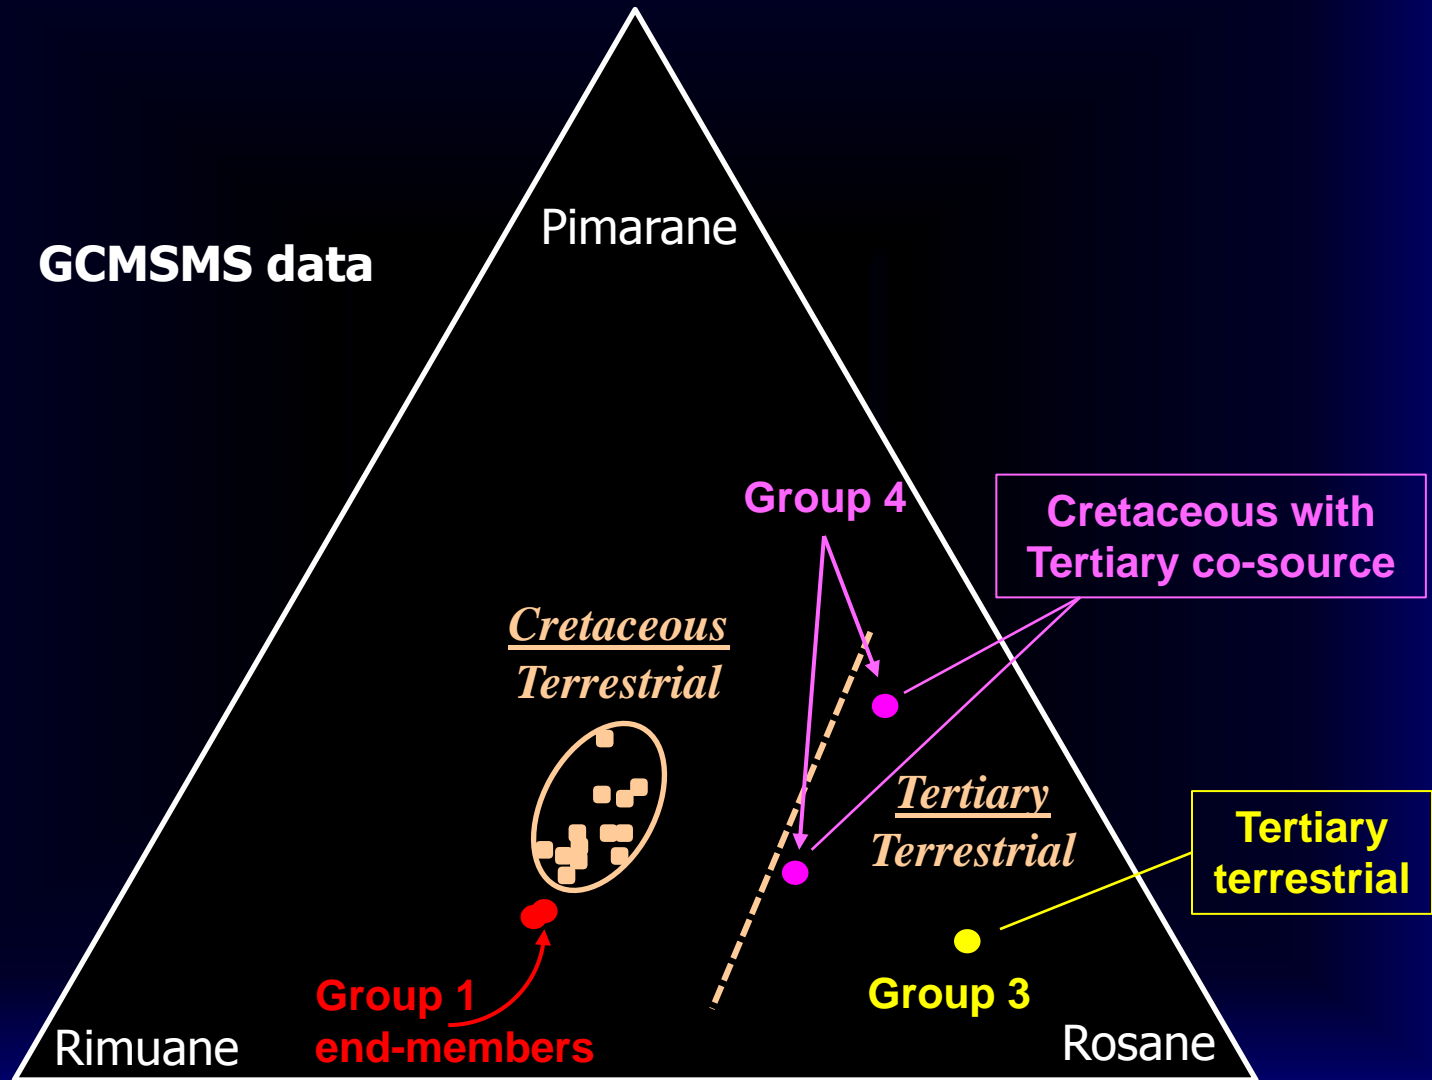 Pimarane
GCMSMS data
Group 4
Cretaceous with
Tertiary co-source
Cretaceous
Terrestrial
Tertiary
Terrestrial
Tertiary
terrestrial
Group 1
end-members
Group 3
Rimuane
Rosane